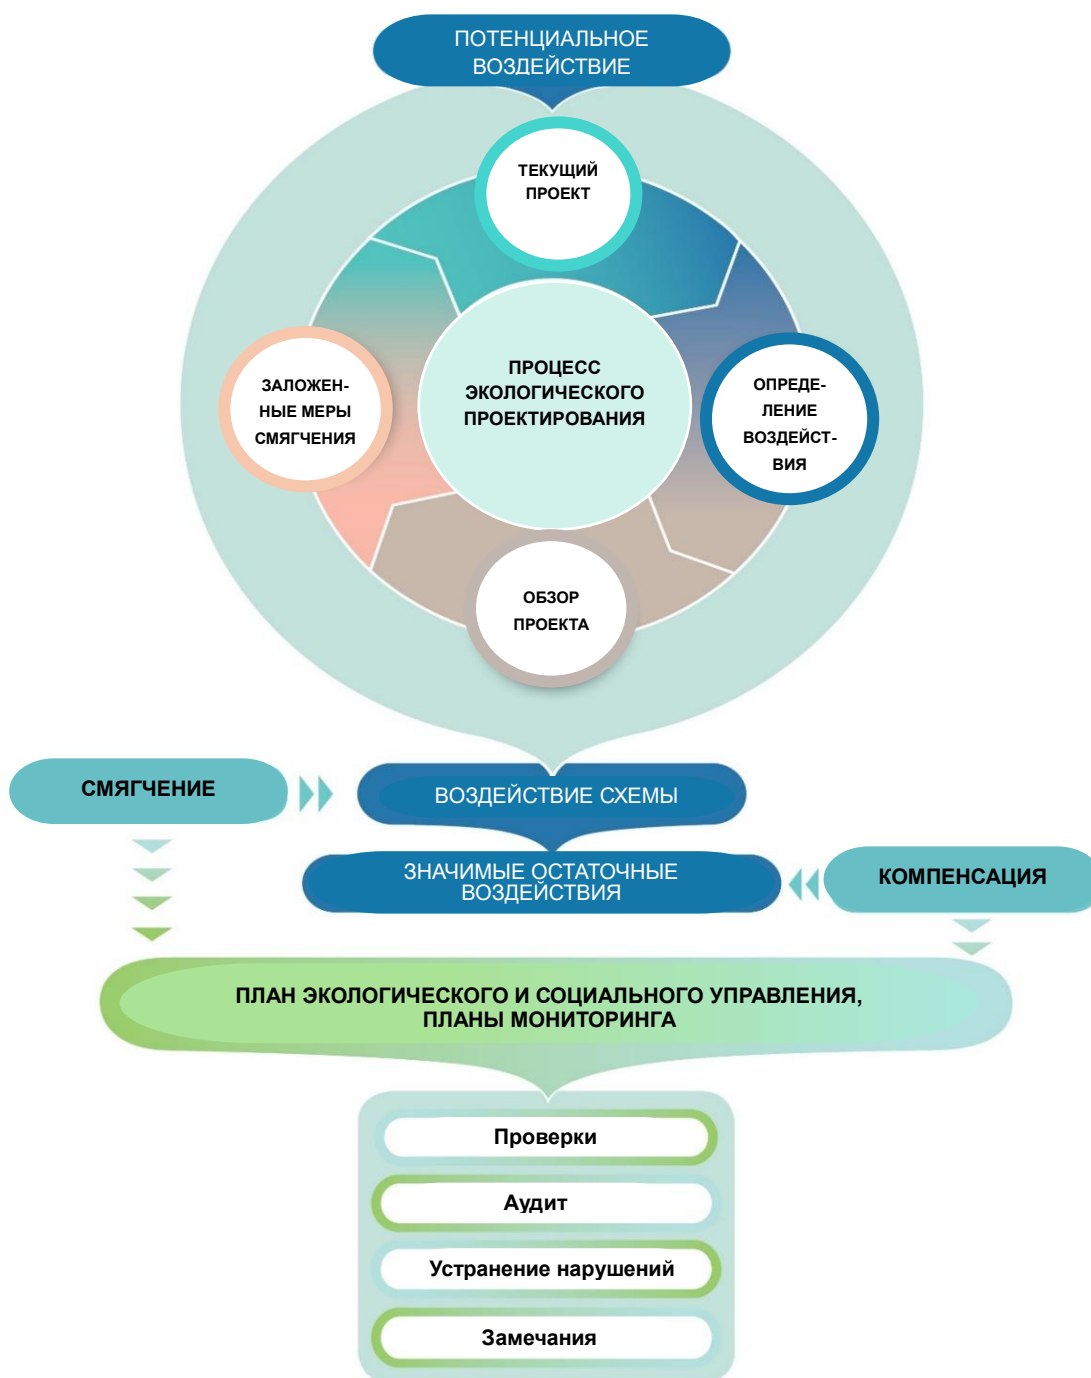 ПОТЕНЦИАЛЬНОЕ
ВОЗДЕЙСТВИЕ
ТЕКУЩИЙ
ПРОЕКТ
ЗАЛОЖЕН-
НЫЕ МЕРЫ
СМЯГЧЕНИЯ
ПРОЦЕСС
ЭКОЛОГИЧЕСКОГО
ПРОЕКТИРОВАНИЯ
ОПРЕДЕ-
ЛЕНИЕ
ВОЗДЕЙСТ-
ВИЯ
ОБЗОР
ПРОЕКТА
СМЯГЧЕНИЕ
ВОЗДЕЙСТВИЕ СХЕМЫ
ЗНАЧИМЫЕ ОСТАТОЧНЫЕ
ВОЗДЕЙСТВИЯ
КОМПЕНСАЦИЯ
ПЛАН ЭКОЛОГИЧЕСКОГО И СОЦИАЛЬНОГО УПРАВЛЕНИЯ,
ПЛАНЫ МОНИТОРИНГА
Проверки
Аудит
Устранение нарушений
Замечания